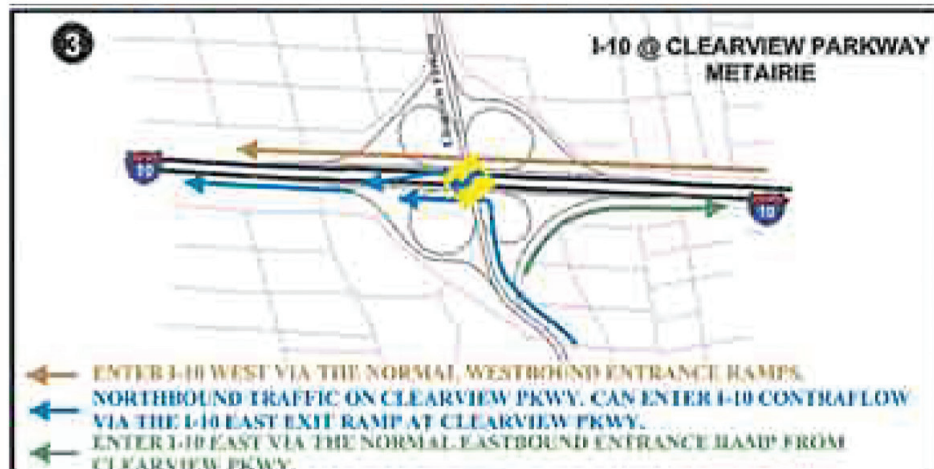 3
I-10 @ CLEARVIEW PARKWAY
METAIRIE
10
10
ENTER I-10 WEST VIA THE NORMAL WESTBOUND ENTRANCE RAMPS.
NORTHBOUND TRAFFIC ON CLEARVIEW PKWY. CAN ENTER I-10 CONTRAFLOW
VIA THE I-10 EAST EXIT RAMP AT CLEARVIEW PKWY.
ENTER I-10 EAST VIA THE NORMAL EASTBOUND ENTRANCE RAMP FROM
CLEARVIEW PKWY.